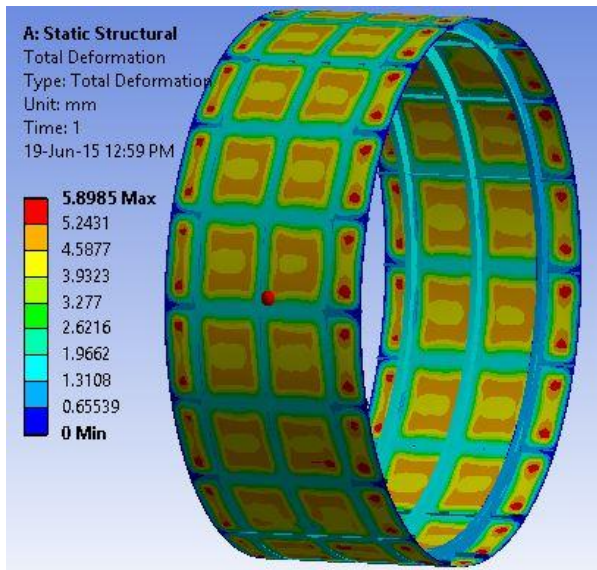 A: Static Structural
Total Deformation
Type: Total Deformation
Unit: mm
Time: 1
19-Jun-15 12:59 PM
5.8985 Max
5.2431
4.5877
3.9323
3.277
2.6216
1.9662
1.3108
0.65539
0 Min